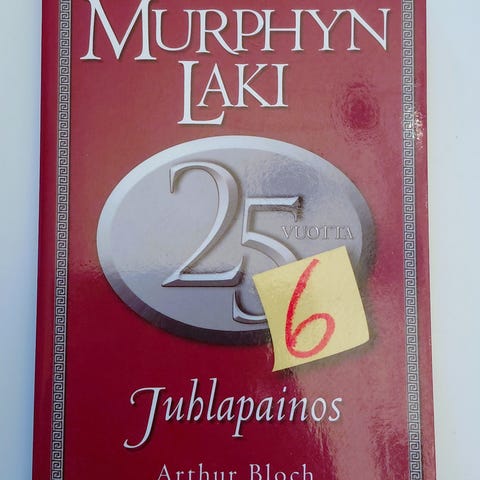 MURPHYN
LAKI
25
VUOTTA
6
Juhlapainos
Arthur Bloch